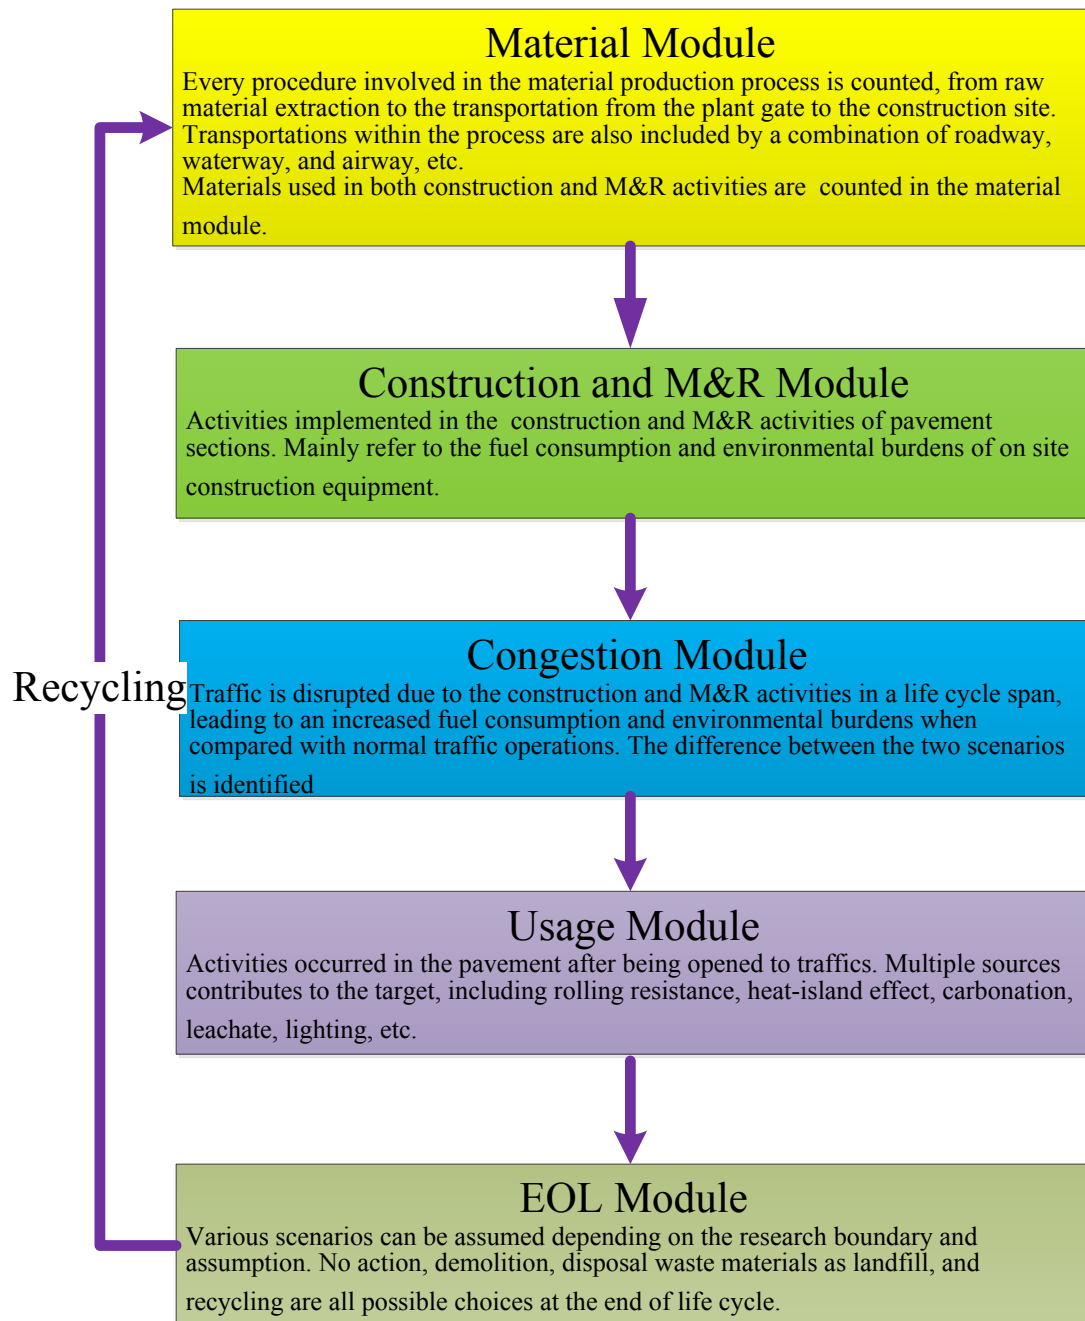 Material Module
Every procedure involved in the material production process is counted, from raw
material extraction to the transportation from the plant gate to the construction site.
Transportations within the process are also included by a combination of roadway,
waterway, and airway, etc.
Materials used in both construction and M&R activities are counted in the material
module.
Construction and M&R Module
Activities implemented in the construction and M&R activities of pavement
sections. Mainly refer to the fuel consumption and environmental burdens of on site
construction equipment.
Congestion Module
Recycling
Traffic is disrupted due to the construction and M&R activities in a life cycle span,
leading to an increased fuel consumption and environmental burdens when
compared with normal traffic operations. The difference between the two scenarios
is identified
Usage Module
Activities occurred in the pavement after being opened to traffics. Multiple sources
contributes to the target, including rolling resistance, heat-island effect, carbonation,
leachate, lighting, etc.
EOL Module
Various scenarios can be assumed depending on the research boundary and
assumption. No action, demolition, disposal waste materials as landfill, and
recycling are all possible choices at the end of life cycle.